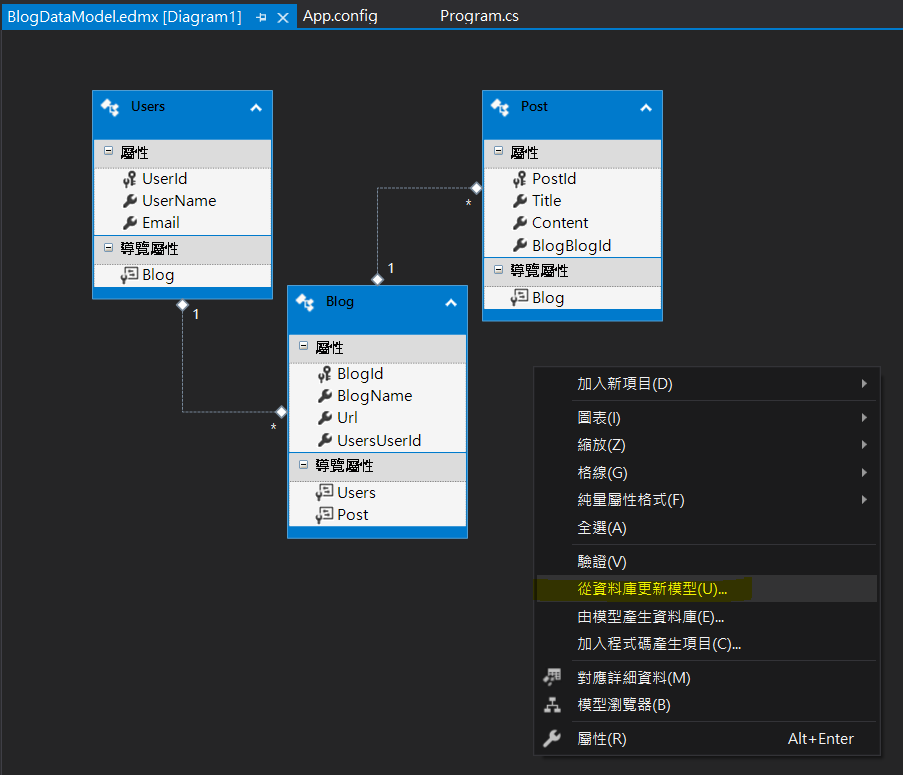 BlogDataModel.edmx [Diagram1]
App.config
Program.cs
Users
屬性
UserId
UserName
Email
導覽屬性
Blog
1
*
Post
屬性
PostId
Title
Content
BlogBlogId
導覽屬性
Blog
*
1
Blog
屬性
BlogId
BlogName
Url
UsersUserId
導覽屬性
Users
Post
加入新項目(D)
圖表(I)
縮放(Z)
格線(G)
純量屬性格式(F)
全選(A)
驗證(V)
從資料庫更新模型(U)...
由模型產生資料庫(E)...
加入程式碼產生項目(C)...
對應詳細資料(M)
模型瀏覽器(B)
屬性(R) Alt+Enter